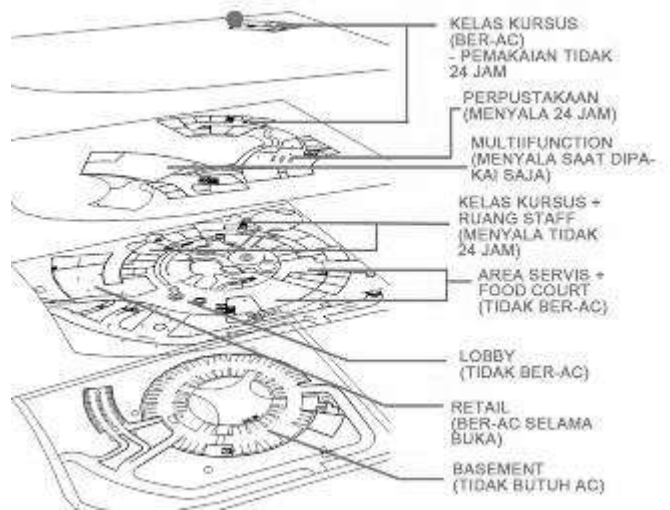 KELAS KURSUS
(BER-AC)
- PEMAKAIAN TIDAK
24 JAM
PERPUSTAKAAN
(MENYALA 24 JAM)
MULTIIFUNCTION
(MENYALA SAAT DIPA-
KAI SAJA)
KELAS KURSUS +
RUANG STAFF
(MENYALA TIDAK
24 JAM)
AREA SERVIS +
FOOD COURT
(TIDAK BER-AC)
LOBBY
(TIDAK BER-AC)
RETAIL
(BER-AC SELAMA
BUKA)
BASEMENT
(TIDAK BUTUH AC)